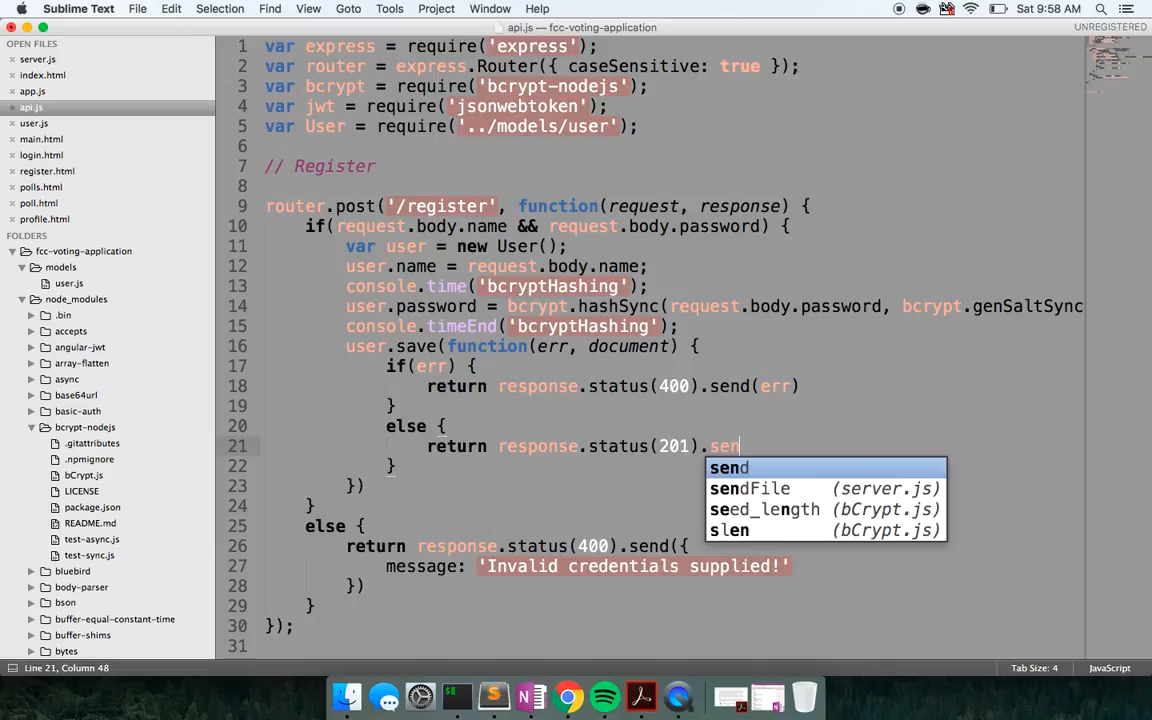 Sublime Text File Edit Selection Find View Goto Tools Project Window Help Sat 9:58 AM
api.js — fcc-voting-application UNREGISTERED
OPEN FILES
server.js
index.html
app.js
api.js
user.js
main.html
login.html
register.html
polls.html
poll.html
profile.html
FOLDERS
fcc-voting-application
models
user.js
node_modules
.bin
accepts
angular-jwt
array-flatten
async
base64url
basic-auth
bcrypt-nodejs
.gitattributes
.npmignore
bCrypt.js
LICENSE
package.json
README.md
test-async.js
test-sync.js
bluebird
body-parser
bson
buffer-equal-constant-time
buffer-shims
bytes
1 var express = require('express');
2 var router = express.Router({ caseSensitive: true });
3 var bcrypt = require('bcrypt-nodejs');
4 var jwt = require('jsonwebtoken');
5 var User = require('../models/user');
6
7 // Register
8
9 router.post('/register', function(request, response) {
10 if(request.body.name && request.body.password) {
11 var user = new User();
12 user.name = request.body.name;
13 console.time('bcryptHashing');
14 user.password = bcrypt.hashSync(request.body.password, bcrypt.genSaltSync
15 console.timeEnd('bcryptHashing');
16 user.save(function(err, document) {
17 if(err) {
18 return response.status(400).send(err)
19 }
20 else {
21 return response.status(201).sen
22 }
23 })
24 }
25 else {
26 return response.status(400).send({
27 message: 'Invalid credentials supplied!'
28 })
29 }
30 });
31
send
sendFile (server.js)
seed_length (bCrypt.js)
slen (bCrypt.js)
Line 21, Column 48 Tab Size: 4 JavaScript